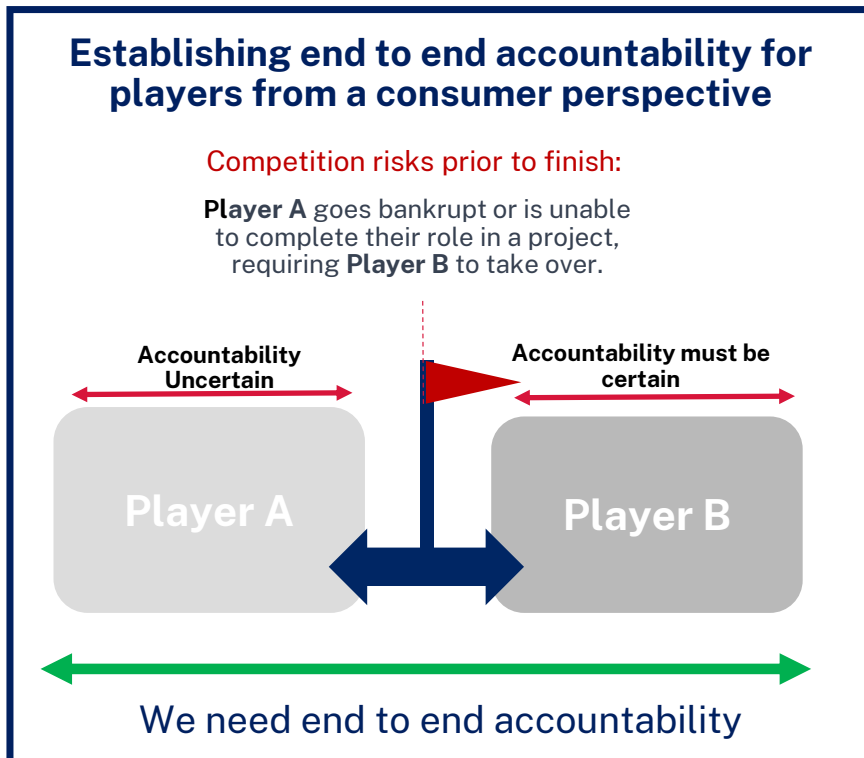 Establishing end to end accountability for
players from a consumer perspective
Competition risks prior to finish:
Player A goes bankrupt or is unable
to complete their role in a project,
requiring Player B to take over.
Accountability
Uncertain
Accountability must be
certain
Player A
Player B
We need end to end accountability